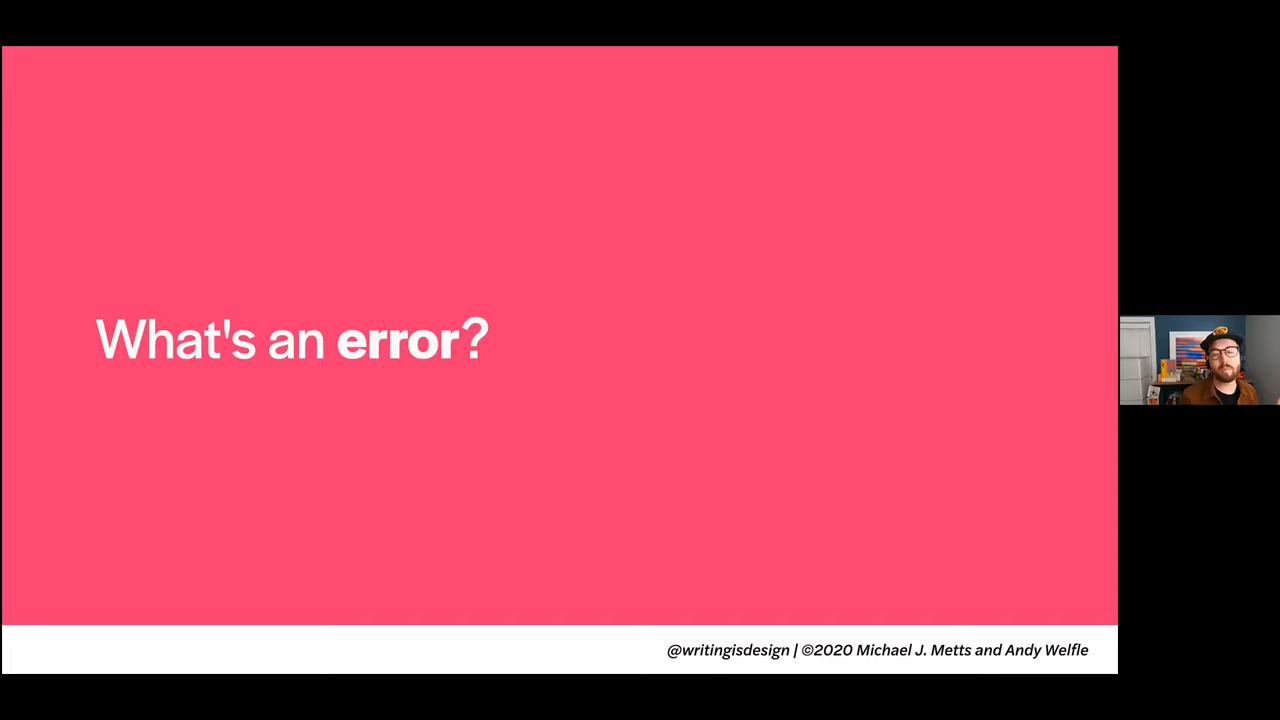 What's an error?
@writingisdesign | ©2020 Michael J. Metts and Andy Welfle